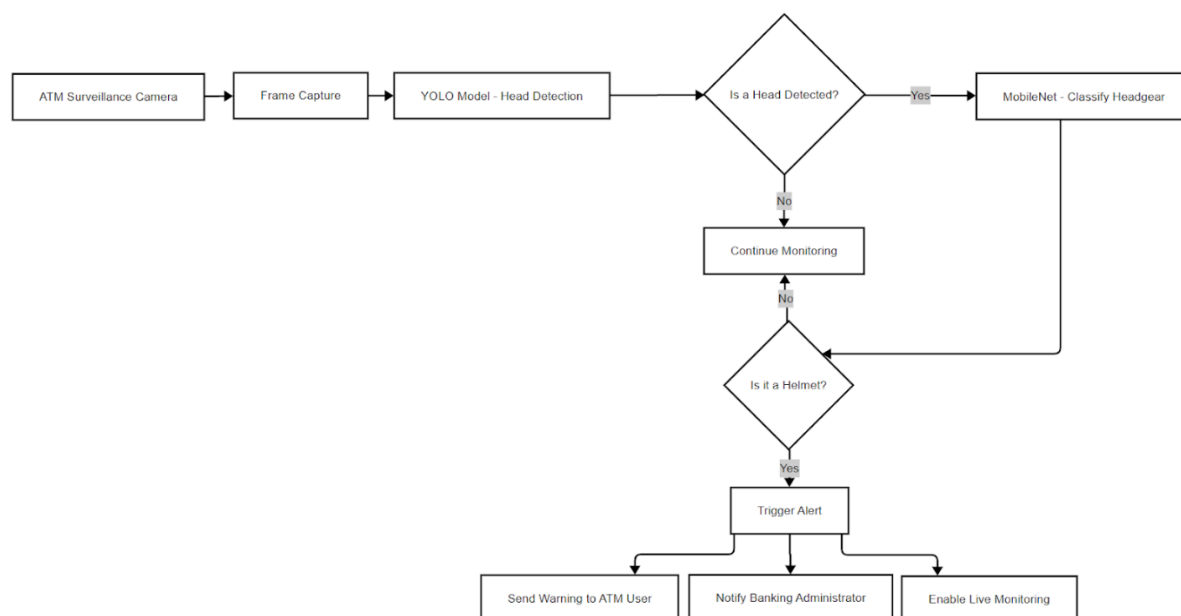 ATM Surveillance Camera
Frame Capture
YOLO Model - Head Detection
Is a Head Detected?
Yes
MobileNet - Classify Headgear
No
Continue Monitoring
No
Is it a Helmet?
Yes
Trigger Alert
Send Warning to ATM User
Notify Banking Administrator
Enable Live Monitoring